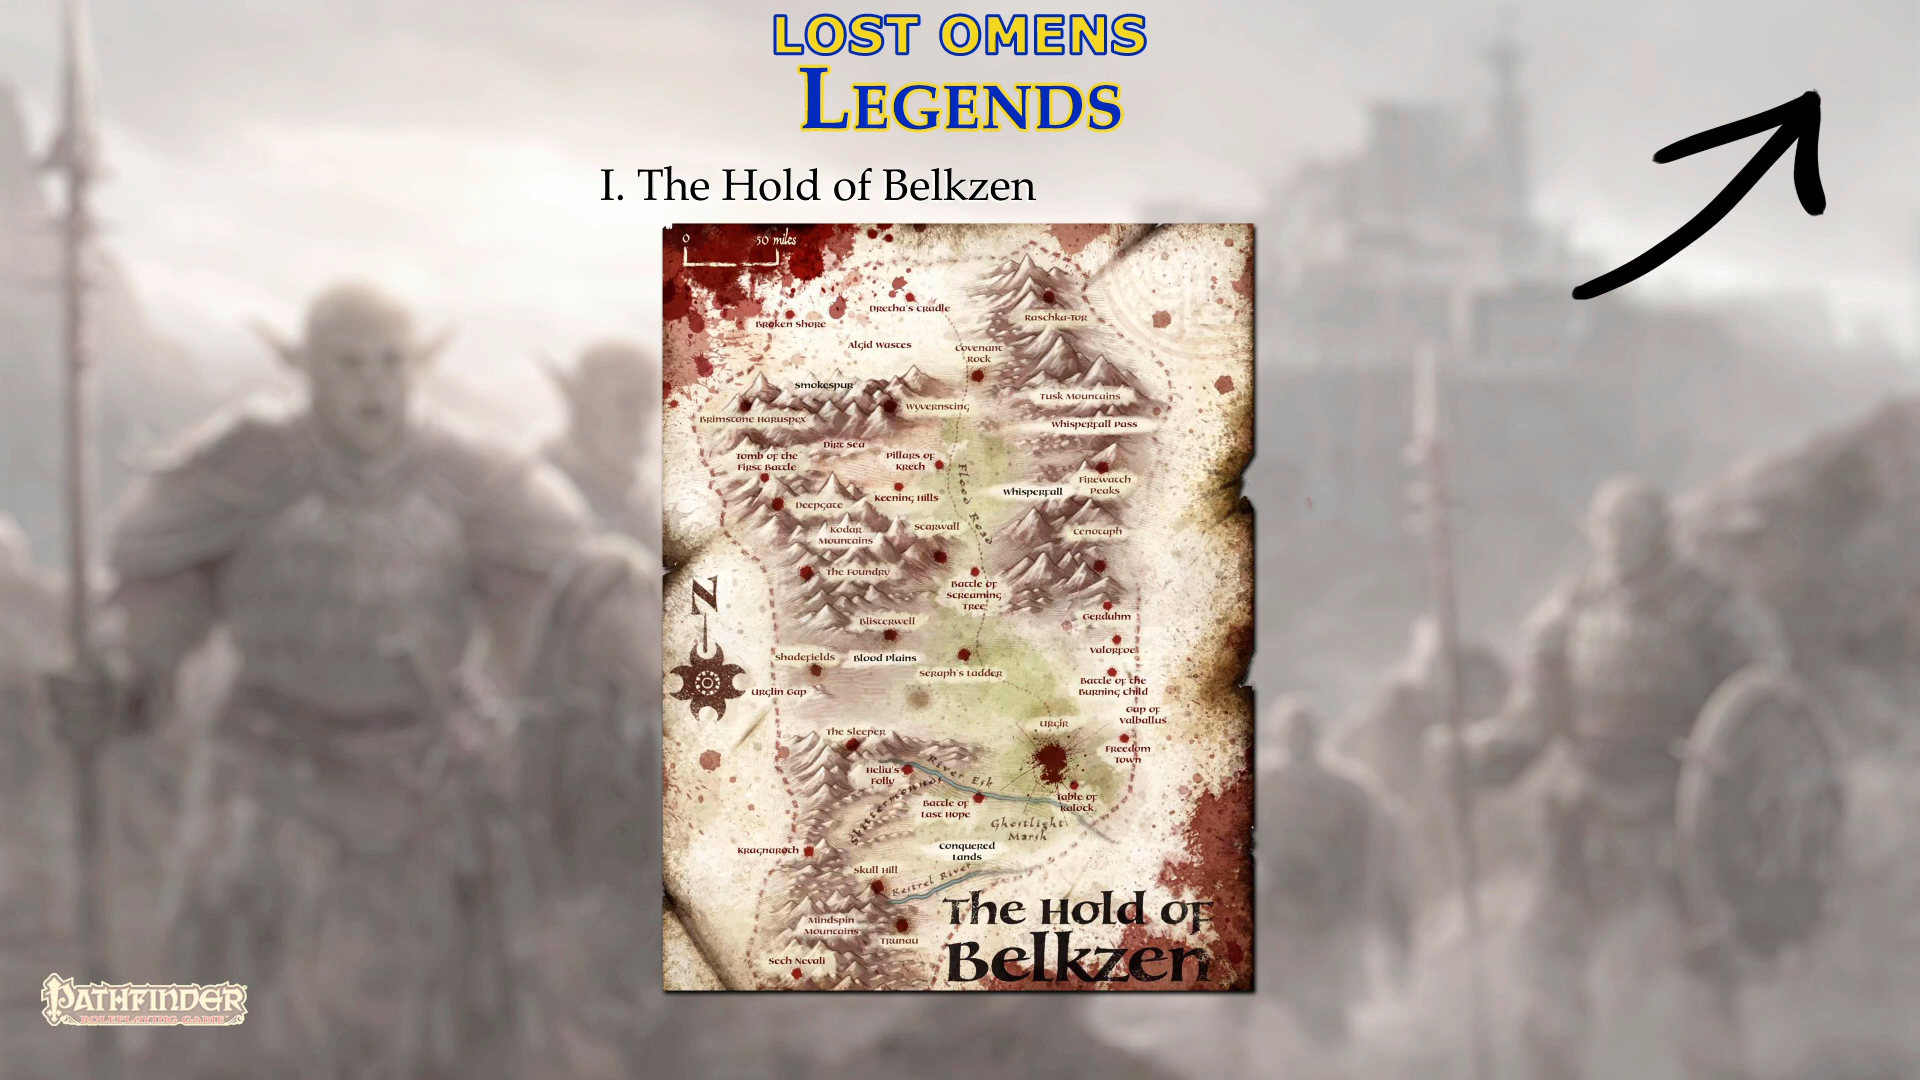 LOST OMENS
LEGENDS
I. The Hold of Belkzen
0 50 miles
Dretha's Cradle
Raschka-Tor
Broken Shore
Algid Wastes
Covenant
Rock
Smokespur
Tusk Mountains
Wyvernsting
Brimstone Haruspex
Whisperfall Pass
Dirt Sea
Tomb of the
First Battle
Pillars of
Kreth
Flood Road
Firewatch
Peaks
Whisperfall
Keening Hills
Deepgate
Scarwall
Kodar
Mountains
Cenotaph
The Foundry
Battle of
Screaming
Tree
Gerduhm
Blisterwell
Valorfoe
Shadefields
Blood Plains
Seraph's Ladder
Battle of the
Burning Child
Urglin Gap
Gap of
Valballus
Urgir
The Sleeper
Freedom
Town
River Esk
Heliu's
Folly
Table of
Ralock
Battle of
Last Hope
Ghostlight
Marsh
Conquered
Lands
Kragnaroth
Skull Hill
Kestrel River
Mindspin
Mountains
Trunau
Sech Nevali
N
The Hold of
Belkzen
PATHFINDER
ROLEPLAYING GAME